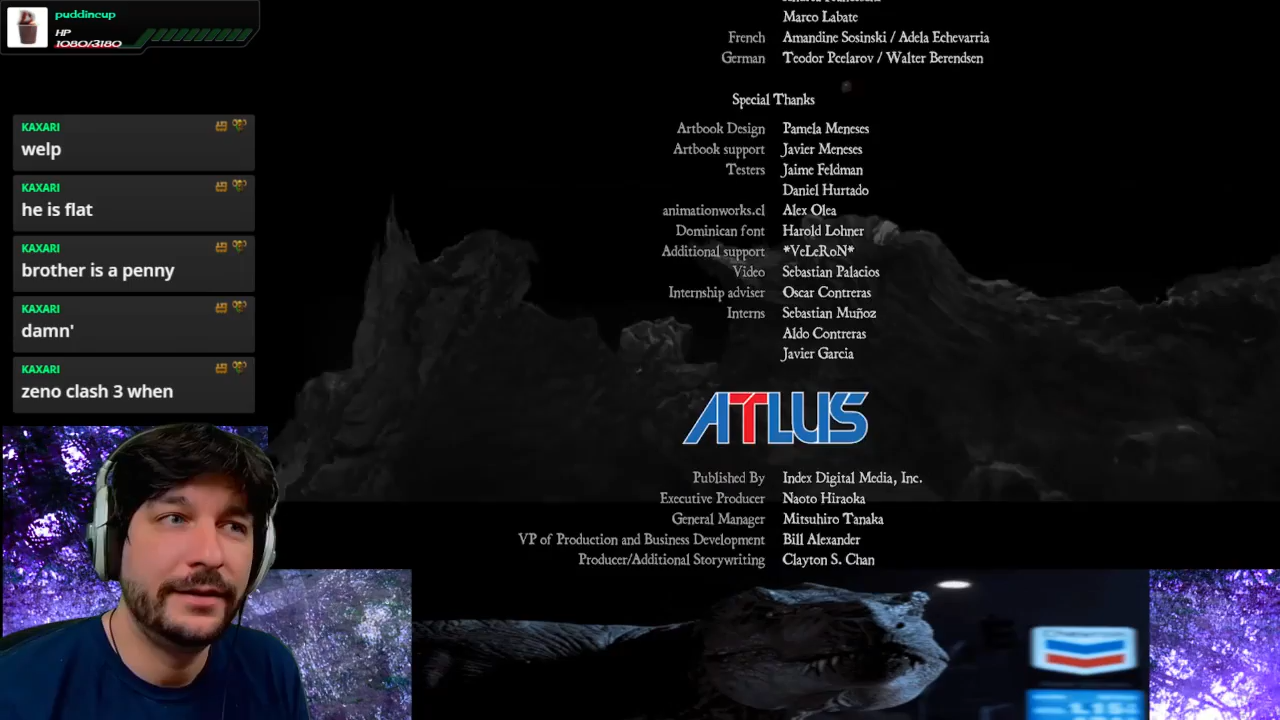 puddincup
HP
1080/3180
KAXARI
welp
KAXARI
he is flat
KAXARI
brother is a penny
KAXARI
damn'
KAXARI
zeno clash 3 when
Marco Labate
French Amandine Sosinski / Adela Echevarria
German Teodor Pcelarov / Walter Berendsen
Special Thanks
Artbook Design Pamela Meneses
Artbook support Javier Meneses
Testers Jaime Feldman
Daniel Hurtado
animationworks.cl Alex Olea
Dominican font Harold Lohner
Additional support *VeLeRoN*
Video Sebastian Palacios
Internship adviser Oscar Contreras
Interns Sebastian Muñoz
Aldo Contreras
Javier Garcia
ATLUS
Published By Index Digital Media, Inc.
Executive Producer Naoto Hiraoka
General Manager Mitsuhiro Tanaka
VP of Production and Business Development Bill Alexander
Producer/Additional Storywriting Clayton S. Chan
Chevron